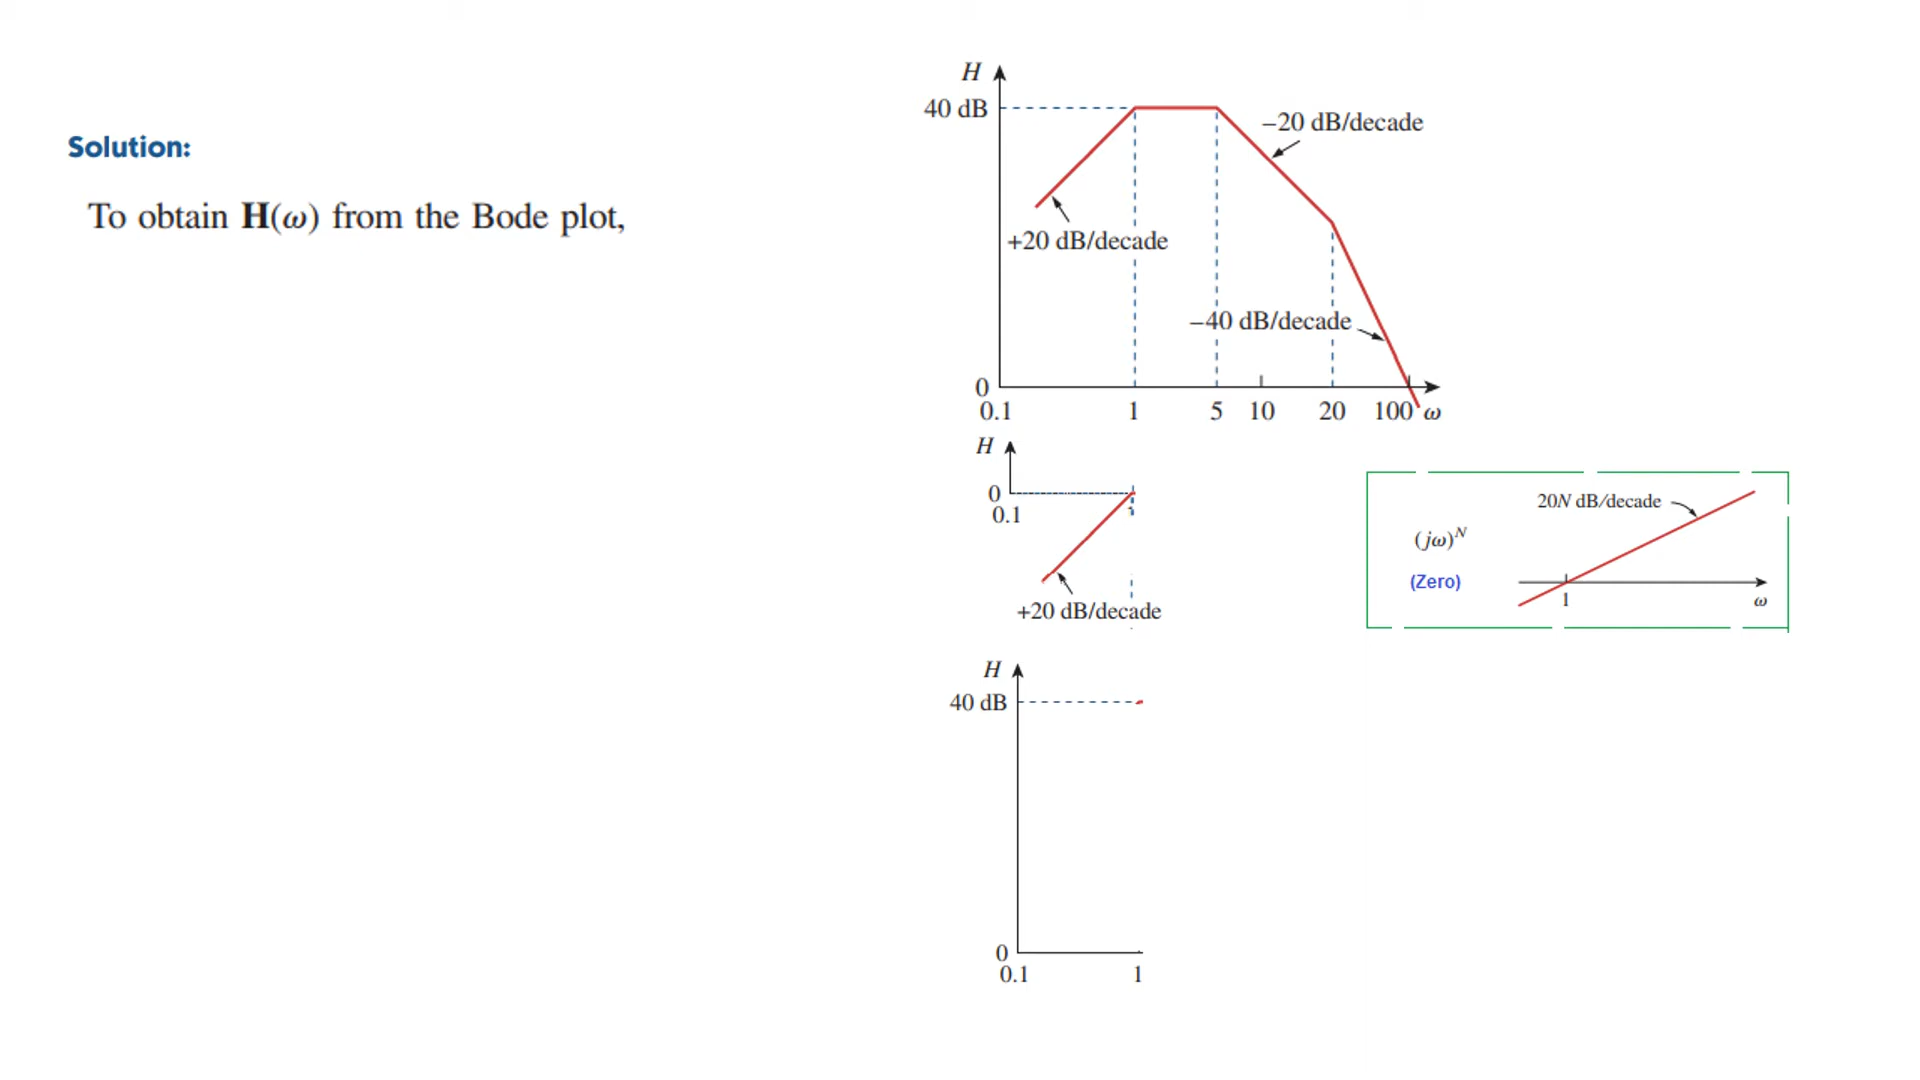 Solution:
To obtain H(ω) from the Bode plot,
H
40 dB
−20 dB/decade
+20 dB/decade
−40 dB/decade
0
0.1 1 5 10 20 100 ω
H
0
0.1 1
+20 dB/decade
20N dB/decade
(jω)^N
(Zero)
1 ω
H
40 dB
0
0.1 1